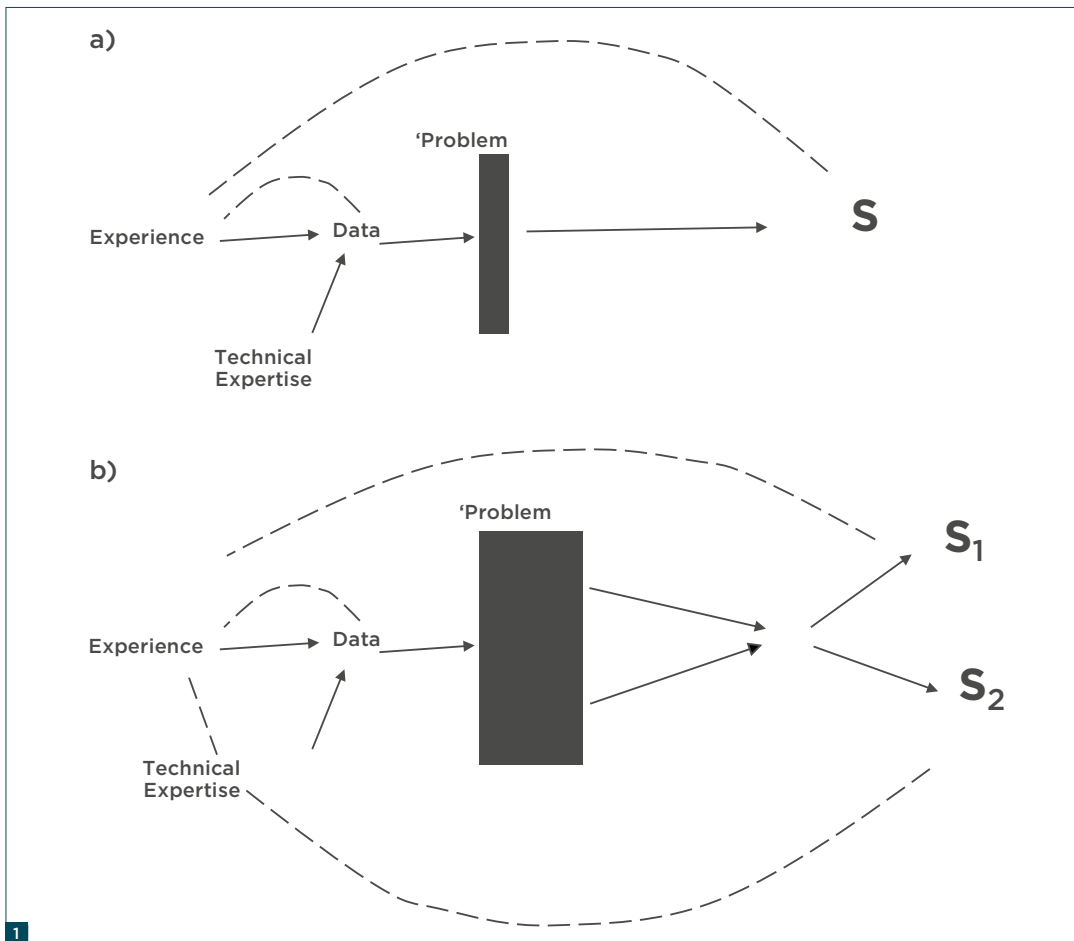 a)
‘Problem
Experience
Data
S
Technical
Expertise
b)
‘Problem
S₁
Experience
Data
S₂
Technical
Expertise
1